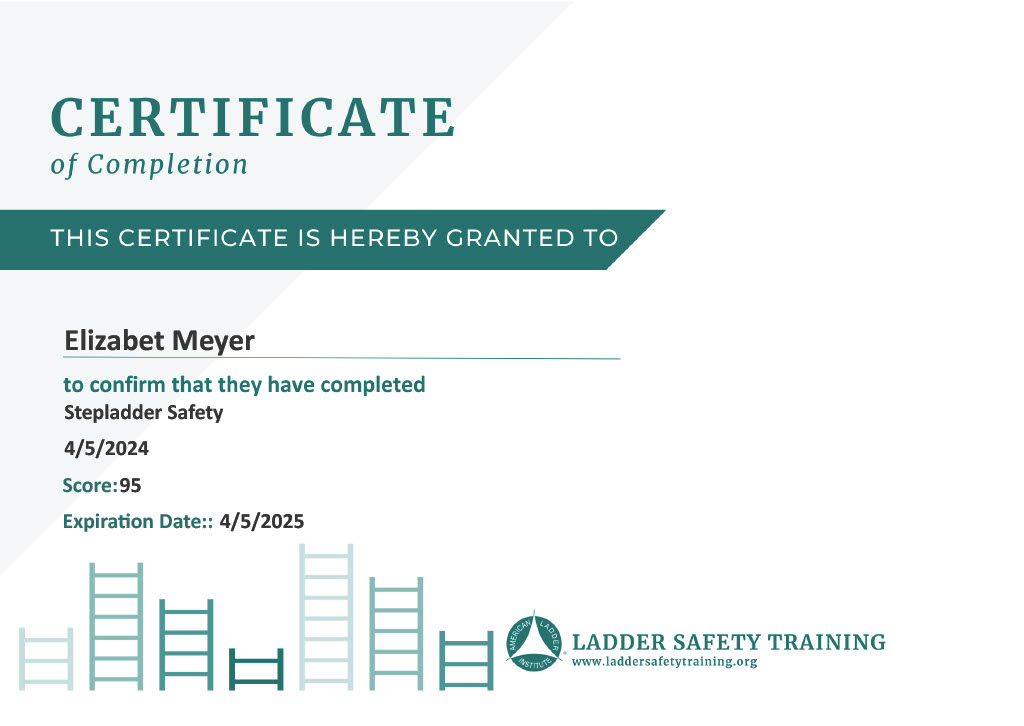 CERTIFICATE
of Completion
THIS CERTIFICATE IS HEREBY GRANTED TO
Elizabet Meyer
to confirm that they have completed
Stepladder Safety
4/5/2024
Score:95
Expiration Date:: 4/5/2025
AMERICAN LADDER INSTITUTE
LADDER SAFETY TRAINING
www.laddersafetytraining.org